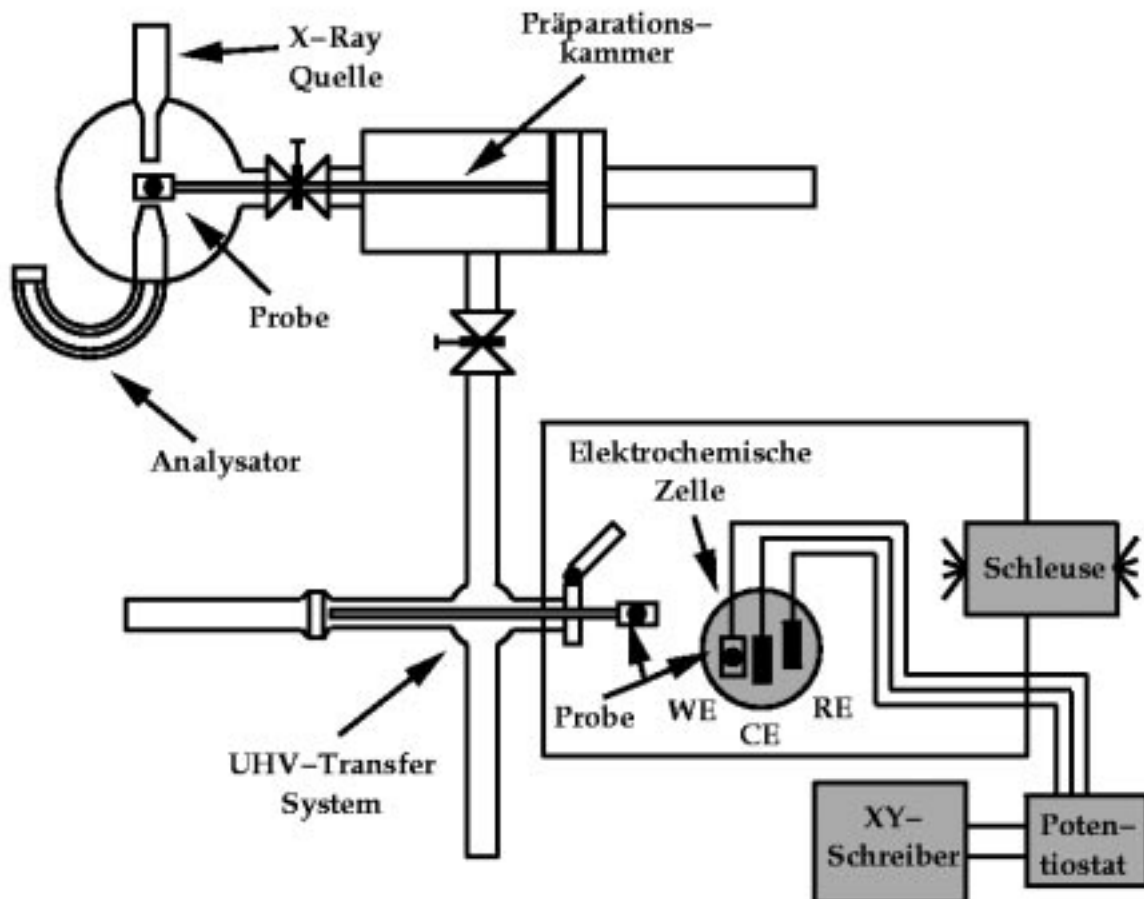 X–Ray
Quelle
Präparations–
kammer
Probe
Analysator
Elektrochemische
Zelle
Schleuse
Probe
WE
CE
RE
UHV–Transfer
System
XY–
Schreiber
Poten–
tiostat